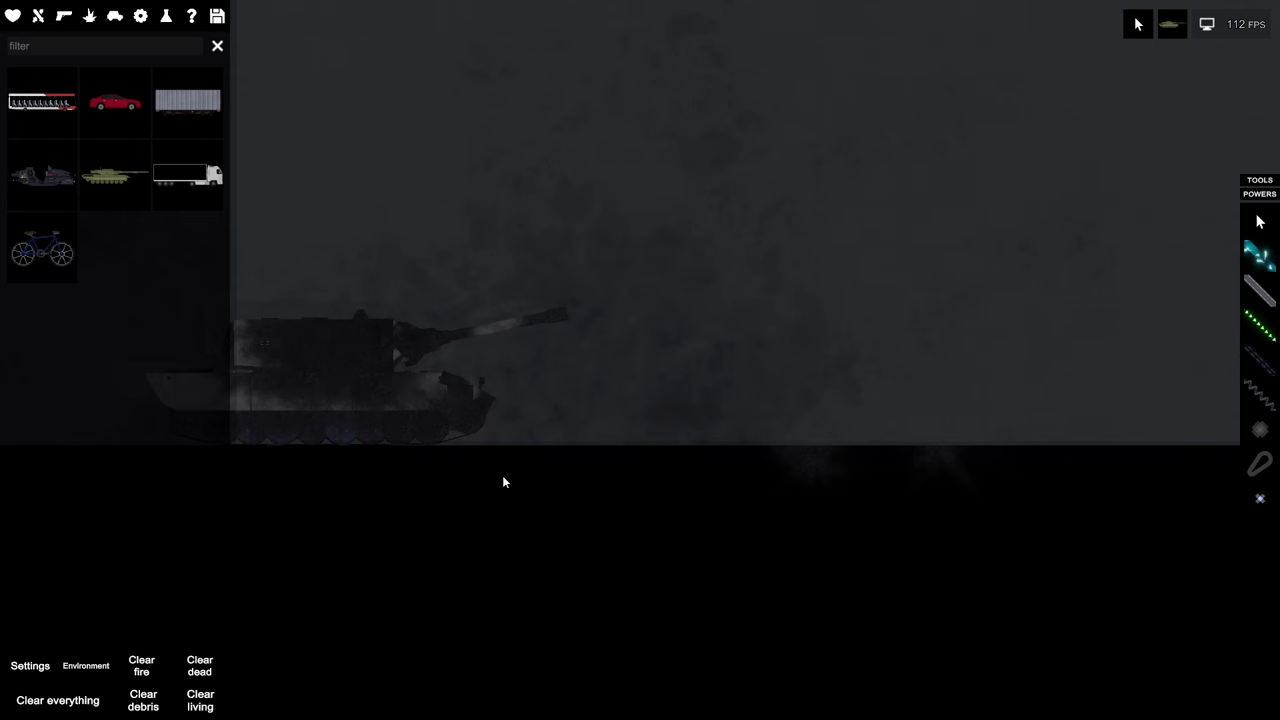 filter
112 FPS
TOOLS
POWERS
Settings
Environment
Clear
fire
Clear
dead
Clear everything
Clear
debris
Clear
living